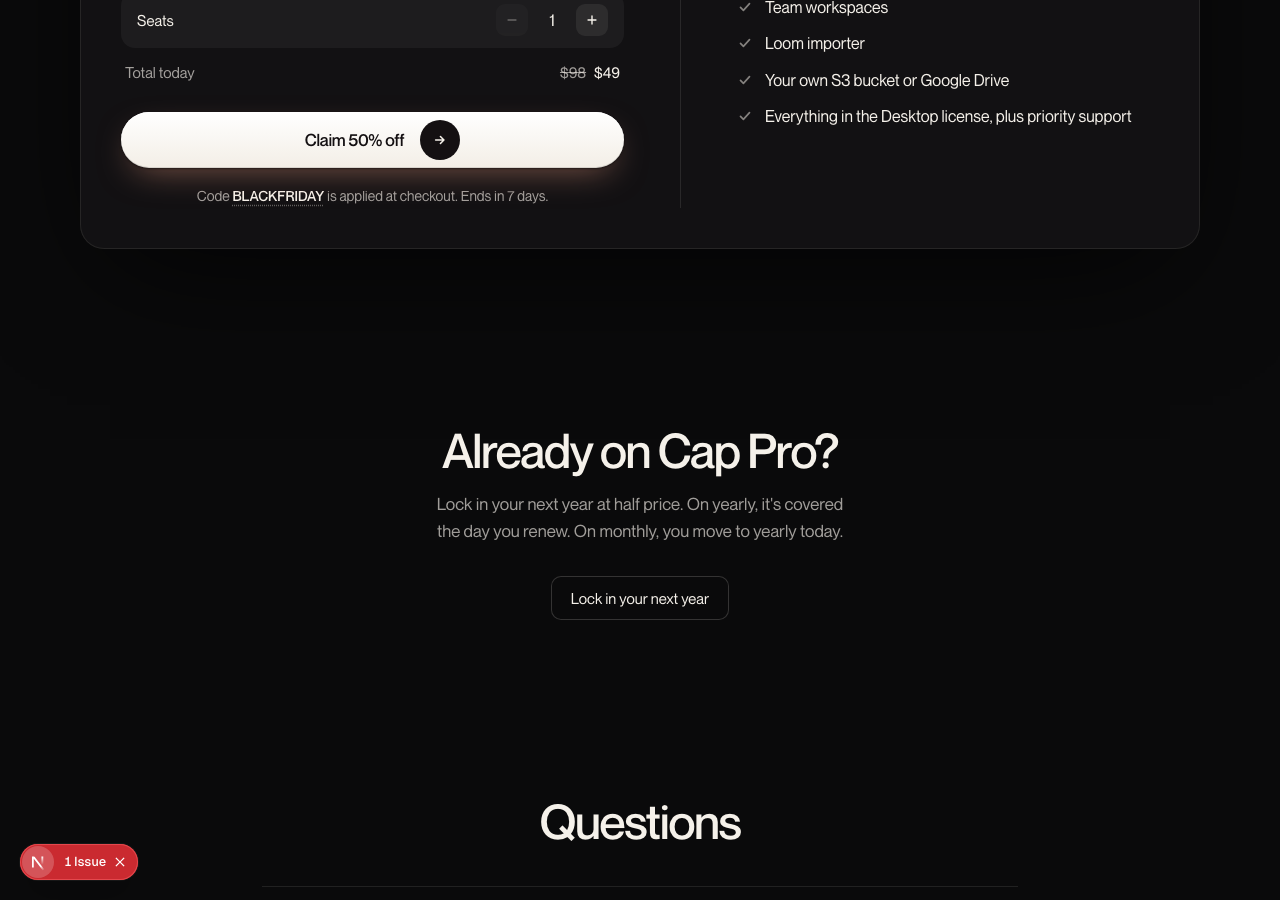 Seats
−
1
+
Total today
$98 $49
Claim 50% off
Code BLACKFRIDAY is applied at checkout. Ends in 7 days.
Team workspaces
Loom importer
Your own S3 bucket or Google Drive
Everything in the Desktop license, plus priority support
Already on Cap Pro?
Lock in your next year at half price. On yearly, it's covered
the day you renew. On monthly, you move to yearly today.
Lock in your next year
Questions
N
1 Issue